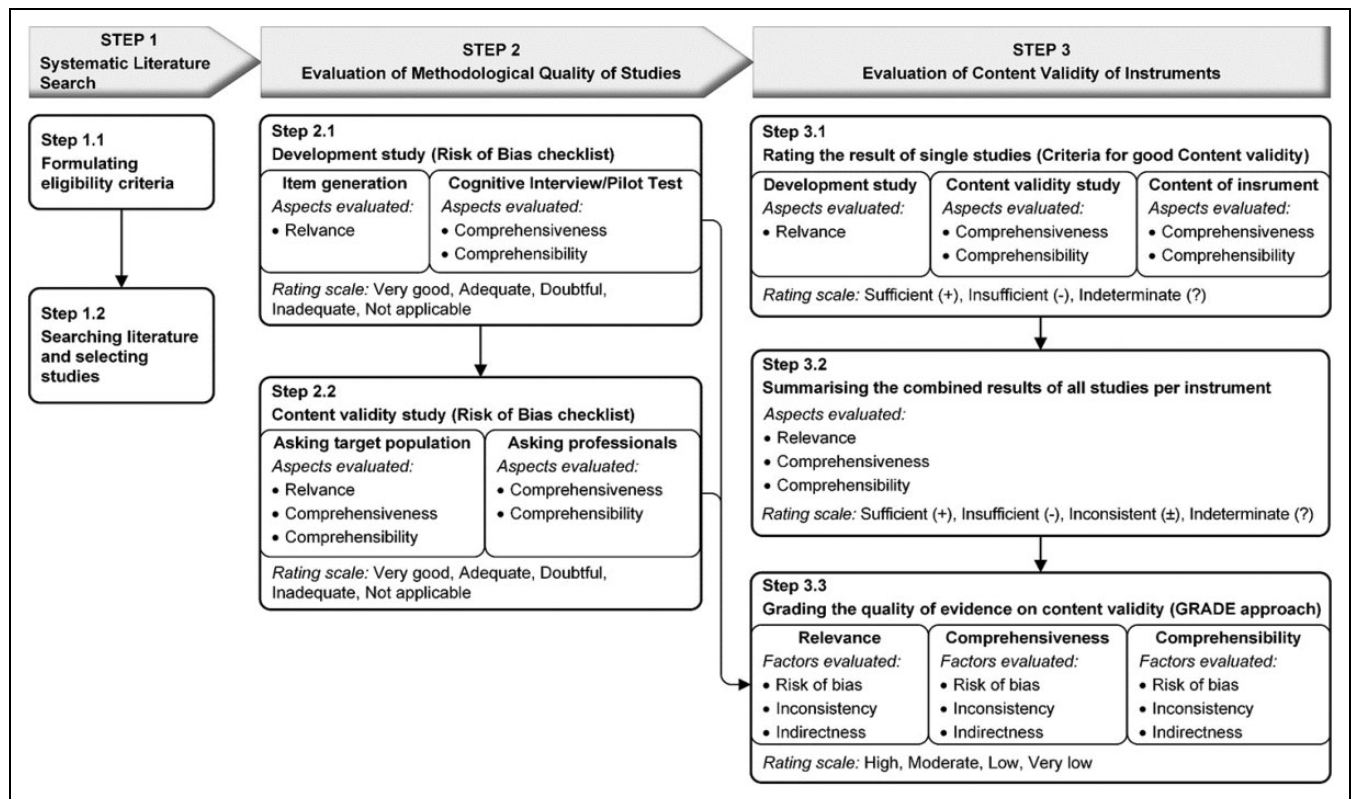 STEP 1
Systematic Literature
Search
STEP 2
Evaluation of Methodological Quality of Studies
STEP 3
Evaluation of Content Validity of Instruments
Step 1.1
Formulating
eligibility criteria
Step 1.2
Searching literature
and selecting
studies
Step 2.1
Development study (Risk of Bias checklist)
Item generation
Aspects evaluated:
• Relvance
Cognitive Interview/Pilot Test
Aspects evaluated:
• Comprehensiveness
• Comprehensibility
Rating scale: Very good, Adequate, Doubtful,
Inadequate, Not applicable
Step 2.2
Content validity study (Risk of Bias checklist)
Asking target population
Aspects evaluated:
• Relvance
• Comprehensiveness
• Comprehensibility
Asking professionals
Aspects evaluated:
• Comprehensiveness
• Comprehensibility
Rating scale: Very good, Adequate, Doubtful,
Inadequate, Not applicable
Step 3.1
Rating the result of single studies (Criteria for good Content validity)
Development study
Aspects evaluated:
• Relvance
Content validity study
Aspects evaluated:
• Comprehensiveness
• Comprehensibility
Content of insrument
Aspects evaluated:
• Comprehensiveness
• Comprehensibility
Rating scale: Sufficient (+), Insufficient (-), Indeterminate (?)
Step 3.2
Summarising the combined results of all studies per instrument
Aspects evaluated:
• Relevance
• Comprehensiveness
• Comprehensibility
Rating scale: Sufficient (+), Insufficient (-), Inconsistent (±), Indeterminate (?)
Step 3.3
Grading the quality of evidence on content validity (GRADE approach)
Relevance
Factors evaluated:
• Risk of bias
• Inconsistency
• Indirectness
Comprehensiveness
Factors evaluated:
• Risk of bias
• Inconsistency
• Indirectness
Comprehensibility
Factors evaluated:
• Risk of bias
• Inconsistency
• Indirectness
Rating scale: High, Moderate, Low, Very low